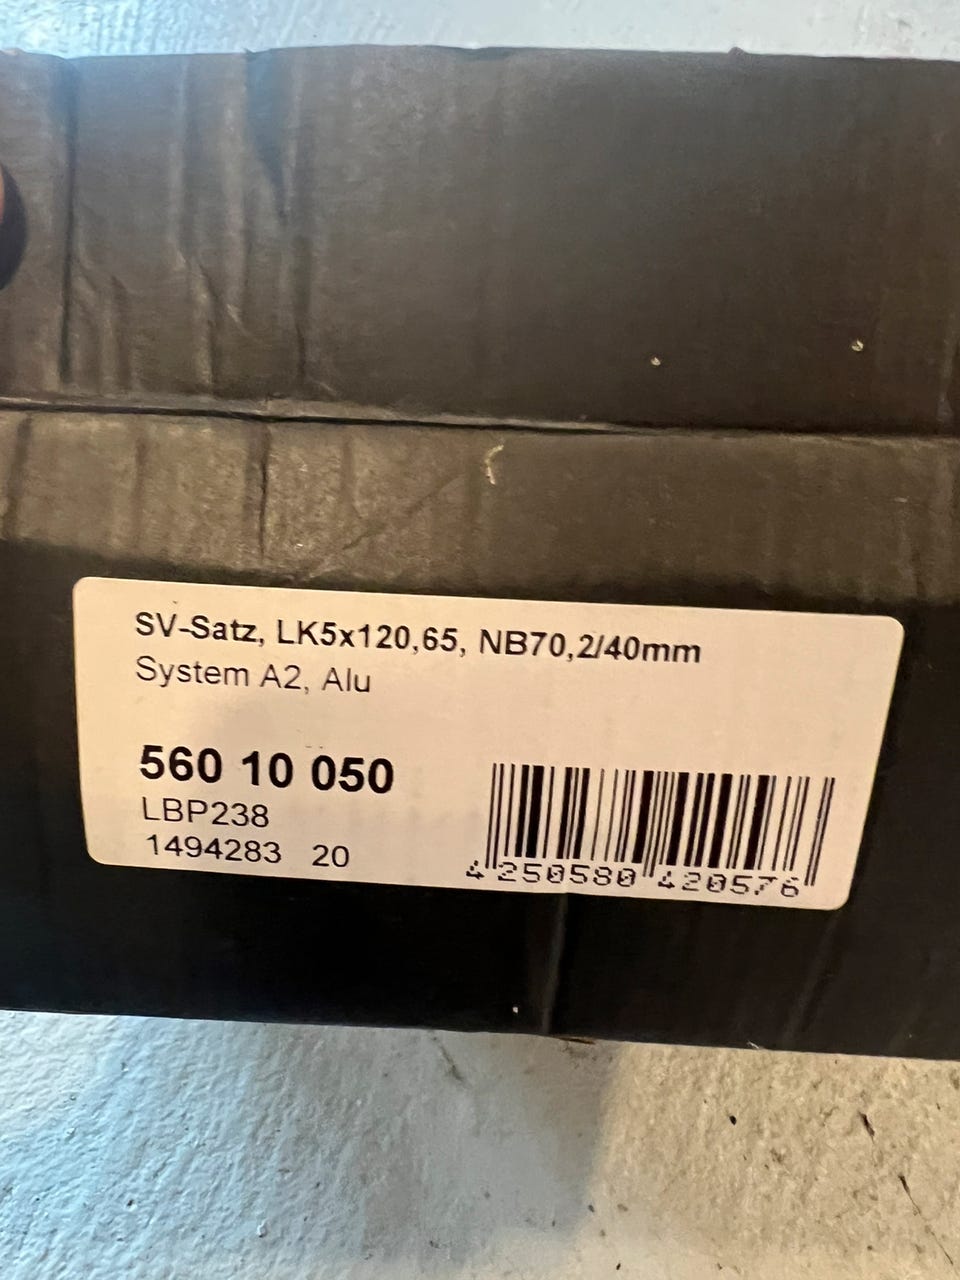 SV-Satz, LK5x120,65, NB70,2/40mm
System A2, Alu
560 10 050
LBP238
1494283 20
4 250580 420576